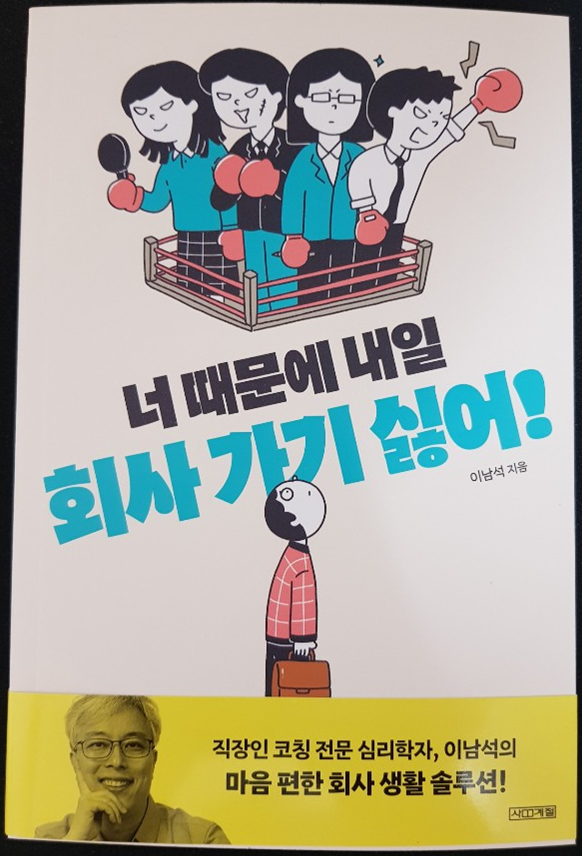 너 때문에 내일
회사 가기 싫어!
이남석 지음
직장인 코칭 전문 심리학자, 이남석의
마음 편한 회사 생활 솔루션!
사계절